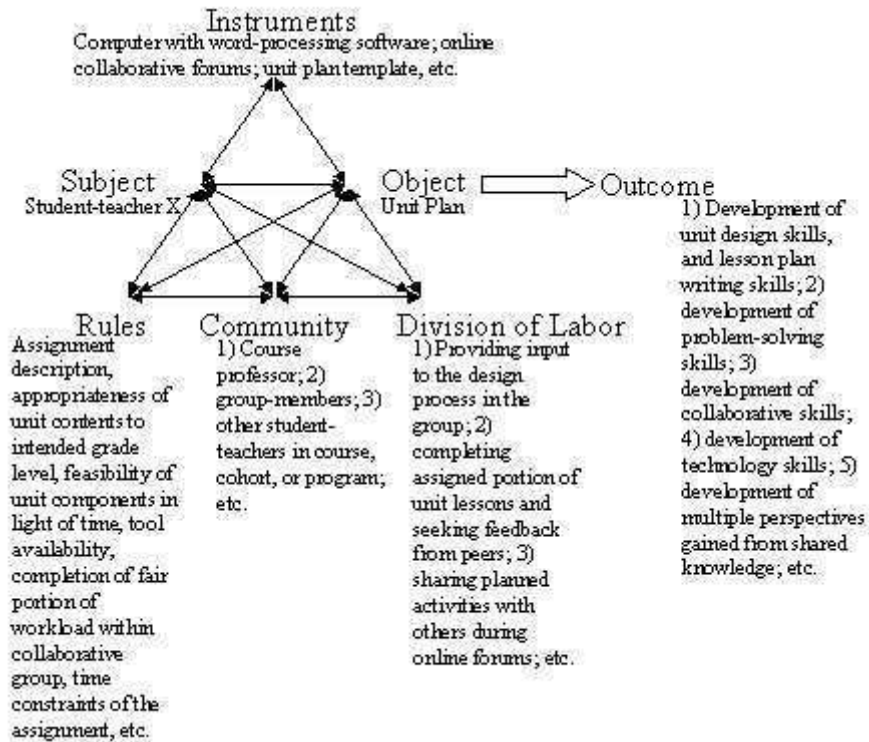 Instruments
Computer with word-processing software; online
collaborative forums; unit plan template, etc.
Subject
Student-teacher X
Object
Unit Plan
Outcome
1) Development of
unit design skills,
and lesson plan
writing skills; 2)
development of
problem-solving
skills; 3)
development of
collaborative skills;
4) development of
technology skills; 5)
development of
multiple perspectives
gained from shared
knowledge; etc.
Rules
Assignment
description,
appropriateness of
unit contents to
intended grade
level, feasibility of
unit components in
light of time, tool
availability,
completion of fair
portion of
workload within
collaborative
group, time
constraints of the
assignment, etc.
Community
1) Course
professor; 2)
group-members; 3)
other student-
teachers in course,
cohort, or program;
etc.
Division of Labor
1) Providing input
to the design
process in the
group; 2)
completing
assigned portion of
unit lessons and
seeking feedback
from peers; 3)
sharing planned
activities with
others during
online forums; etc.